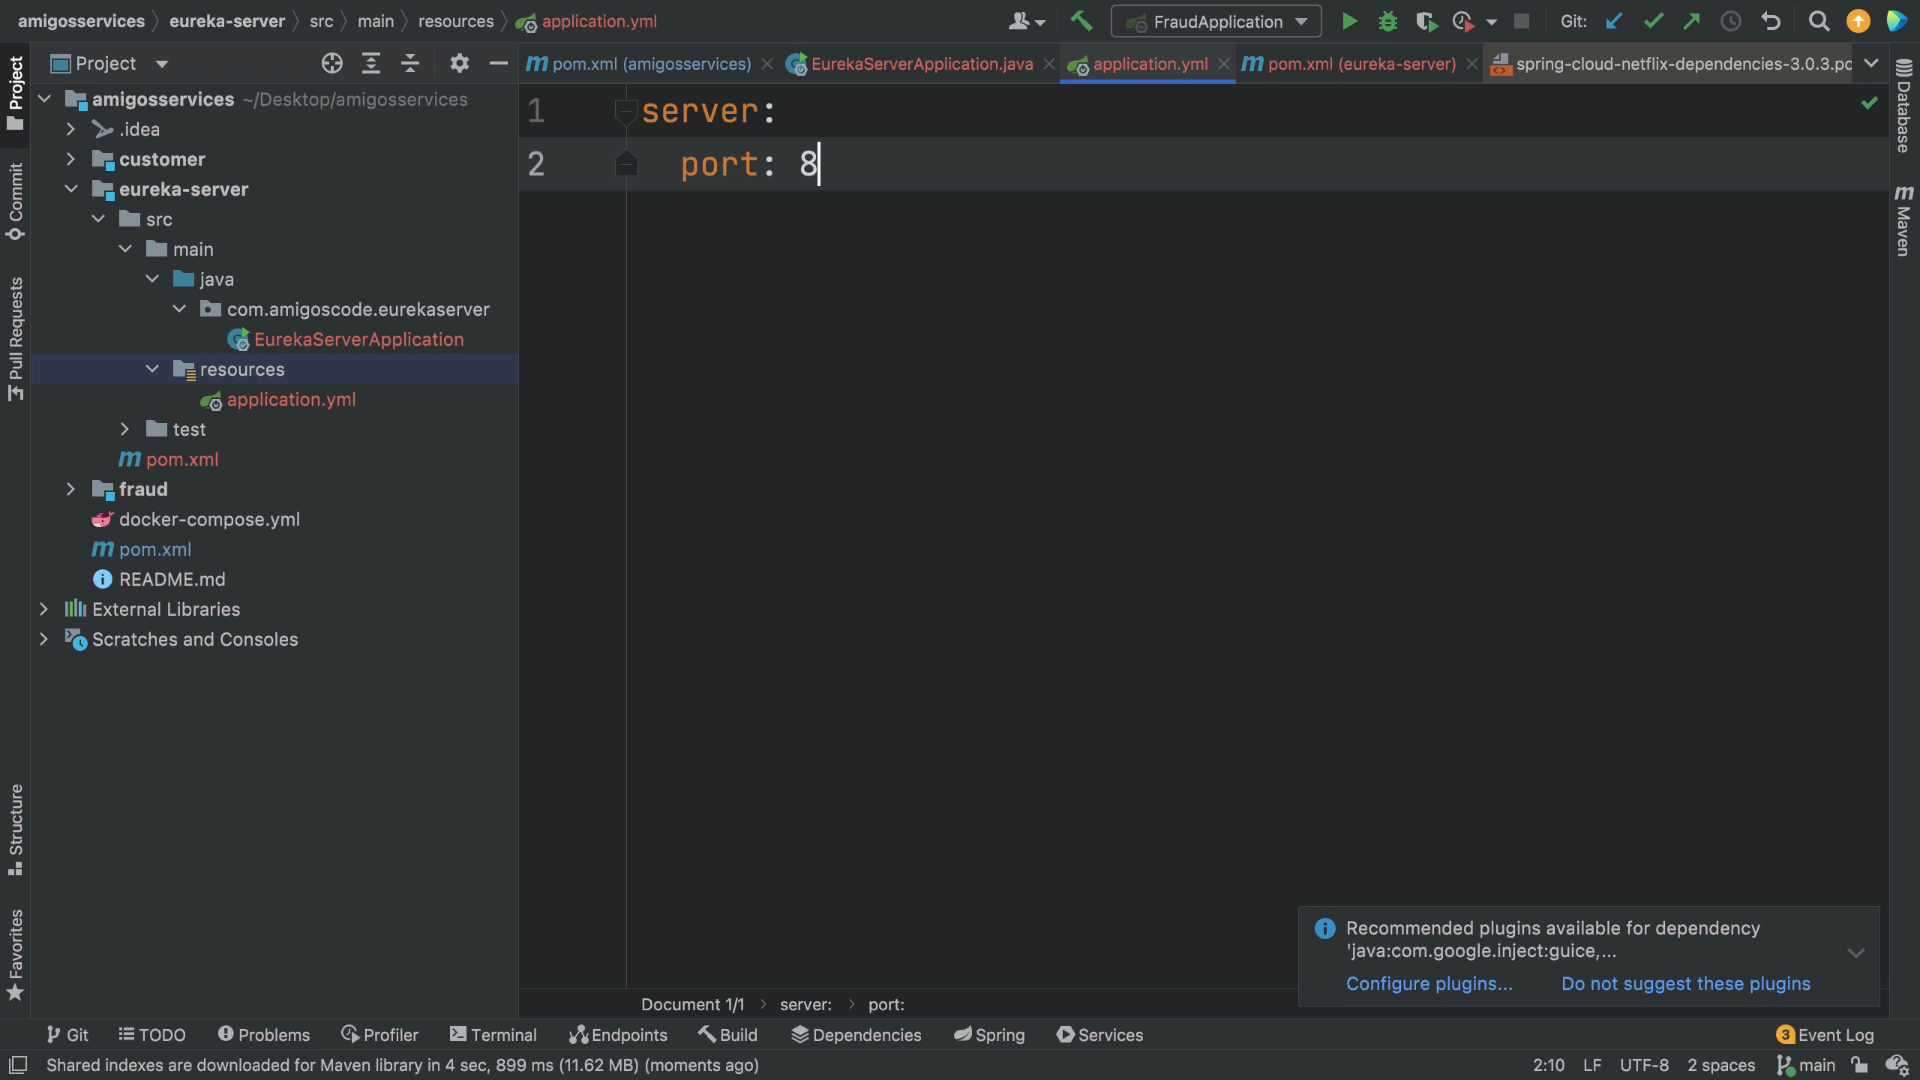 amigosservices eureka-server src main resources application.yml
FraudApplication
Git:
Project
pom.xml (amigosservices)
EurekaServerApplication.java
application.yml
pom.xml (eureka-server)
spring-cloud-netflix-dependencies-3.0.3.pc
Project
Commit
Pull Requests
Structure
Favorites
amigosservices ~/Desktop/amigosservices
.idea
customer
eureka-server
src
main
java
com.amigoscode.eurekaserver
EurekaServerApplication
resources
application.yml
test
pom.xml
fraud
docker-compose.yml
pom.xml
README.md
External Libraries
Scratches and Consoles
1 server:
2 port: 8
Database
Maven
Recommended plugins available for dependency
'java:com.google.inject:guice,...
Configure plugins... Do not suggest these plugins
Document 1/1 server: port:
Git TODO Problems Profiler Terminal Endpoints Build Dependencies Spring Services 3 Event Log
Shared indexes are downloaded for Maven library in 4 sec, 899 ms (11.62 MB) (moments ago) 2:10 LF UTF-8 2 spaces main